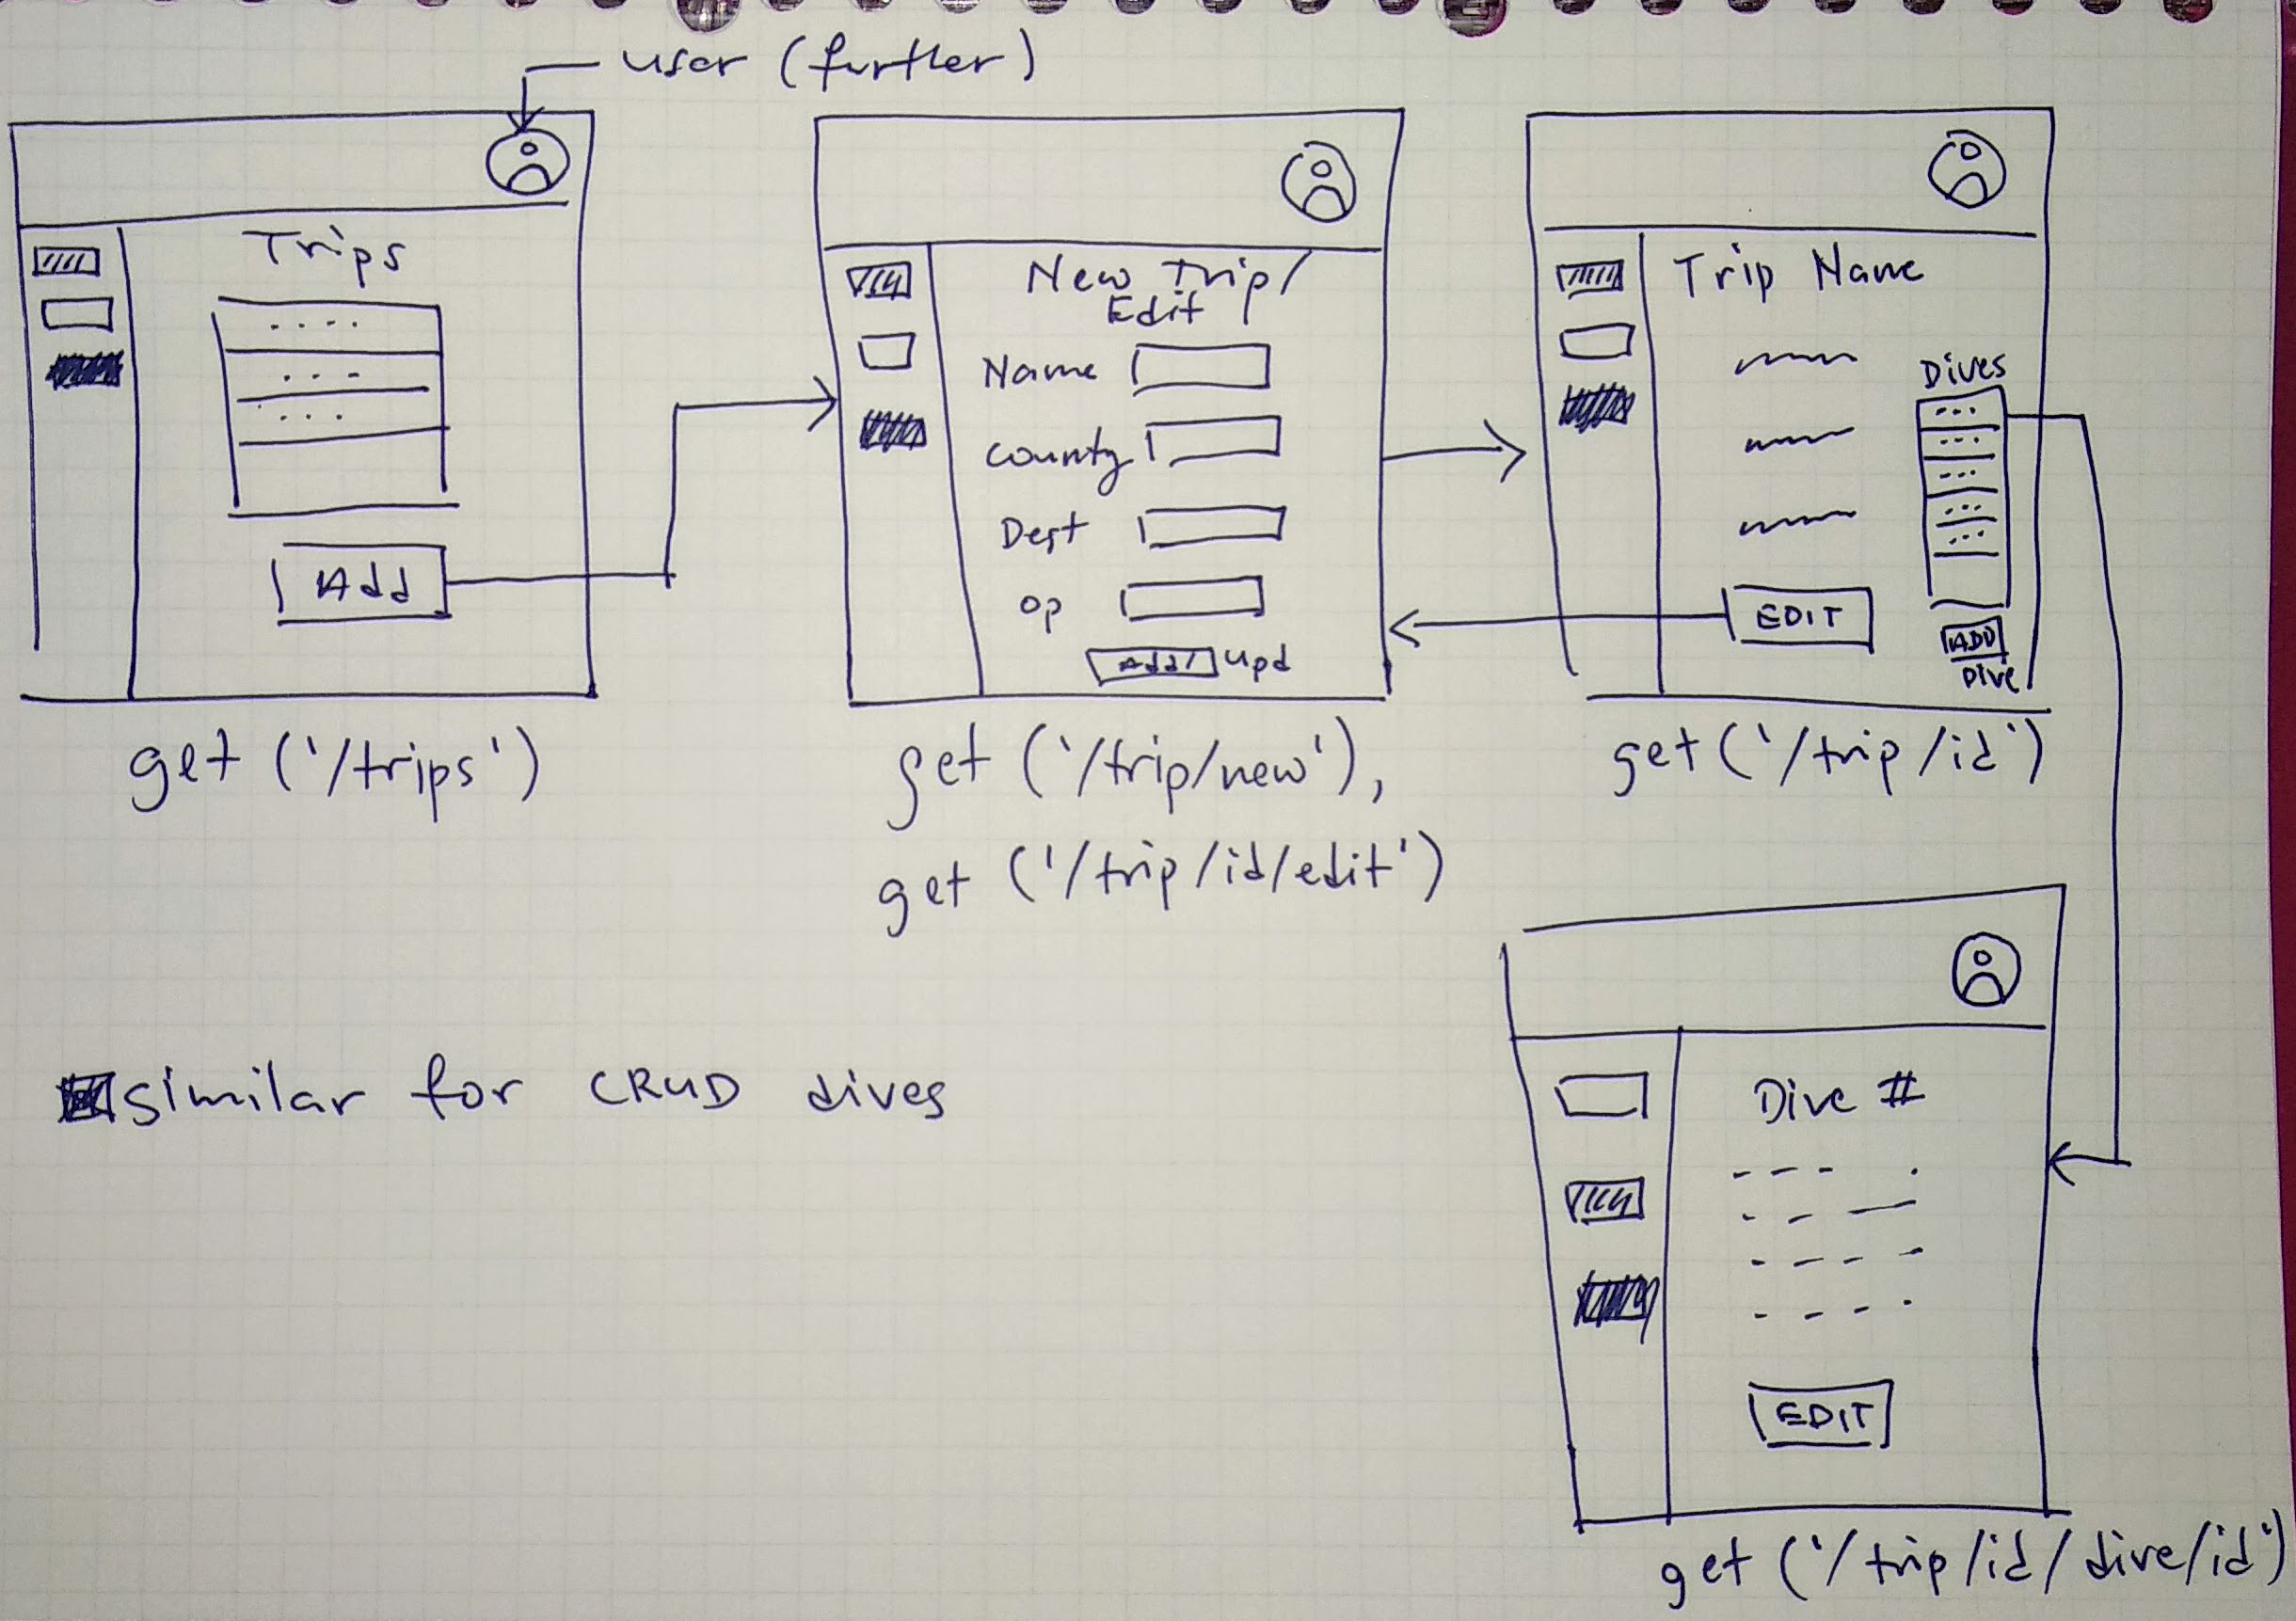 user (further)
Trips
Add
get ('/trips')
New Trip/
Edit
Name
County
Dest
Op
Add/ Upd
get ('/trip/new'),
get ('/trip/id/edit')
Trip Name
Dives
EDIT
ADD
Dive
get ('/trip/id')
similar for CRUD dives
Dive #
EDIT
get ('/trip/id/dive/id')